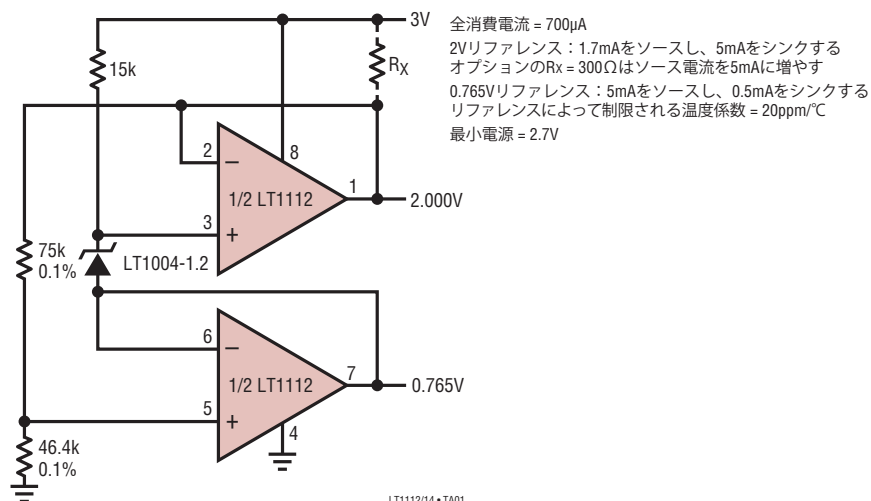 3V
15k
RX
2
8
1/2 LT1112
1
2.000V
3
75k
0.1%
LT1004-1.2
6
1/2 LT1112
7
0.765V
5
4
46.4k
0.1%
全消費電流 = 700µA
2Vリファレンス：1.7mAをソースし、5mAをシンクする
オプションのRx = 300Ωはソース電流を5mAに増やす
0.765Vリファレンス：5mAをソースし、0.5mAをシンクする
リファレンスによって制限される温度係数 = 20ppm/℃
最小電源 = 2.7V
LT1112/14 • TA01